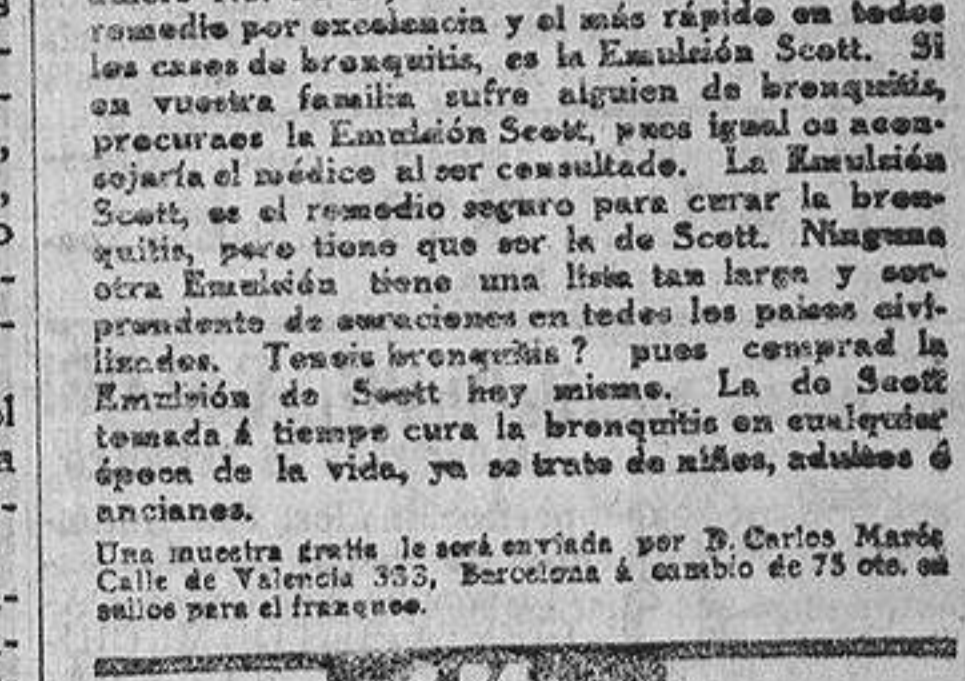 remedio por excelencia y el más rápido en todos
los casos de bronquitis, es la Emulsión Scott. Si
en vuestra familia sufre alguien de bronquitis,
procuraos la Emulsión Scott, pues igual os acon-
sejaría el médico al ser consultado. La Emulsión
Scott, es el remedio seguro para curar la bron-
quitis, pero tiene que ser la de Scott. Ninguna
otra Emulsión tiene una lista tan larga y sor-
prendente de curaciones en todos los paises civi-
lizados. Teneis bronquitis? pues comprad la
Emulsión de Scott hoy mismo. La de Scott
tomada á tiempo cura la bronquitis en cualquier
época de la vida, ya se trate de niños, adultos ó
ancianos.
Una muestra gratis le será enviada por D. Carlos Marés
Calle de Valencia 333, Barcelona á cambio de 75 cts. en
sellos para el franqueo.